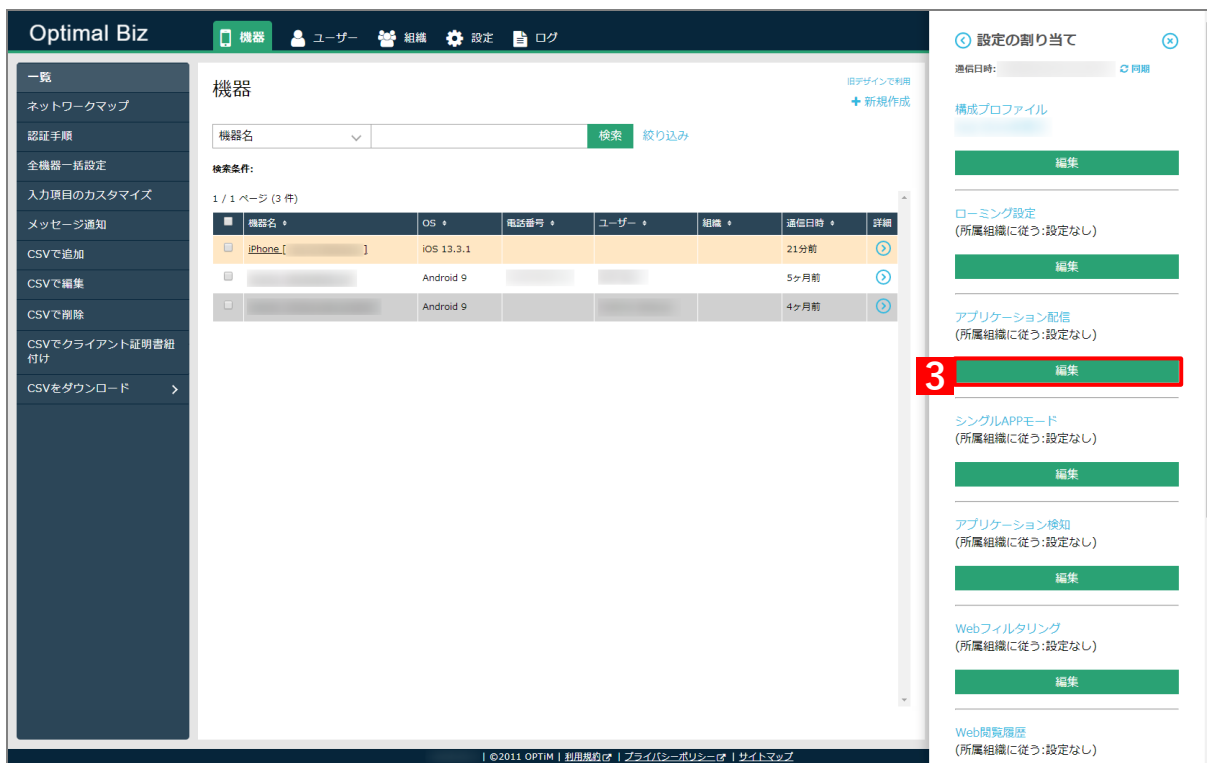 Optimal Biz
機器
ユーザー
組織
設定
ログ
一覧
ネットワークマップ
認証手順
全機器一括設定
入力項目のカスタマイズ
メッセージ通知
CSVで追加
CSVで編集
CSVで削除
CSVでクライアント証明書紐
付け
CSVをダウンロード
機器
旧デザインで利用
新規作成
機器名
検索
絞り込み
検索条件:
1 / 1 ページ (3 件)
機器名 OS 電話番号 ユーザー 組織 通信日時 詳細
iPhone [ ] iOS 13.3.1 21分前
Android 9 5ヶ月前
Android 9 4ヶ月前
設定の割り当て
通信日時: 同期
構成プロファイル
編集
ローミング設定
(所属組織に従う:設定なし)
編集
アプリケーション配信
(所属組織に従う:設定なし)
3
編集
シングルAPPモード
(所属組織に従う:設定なし)
編集
アプリケーション検知
(所属組織に従う:設定なし)
編集
Webフィルタリング
(所属組織に従う:設定なし)
編集
Web閲覧履歴
(所属組織に従う:設定なし)
| ©2011 OPTiM | 利用規約 | プライバシーポリシー | サイトマップ